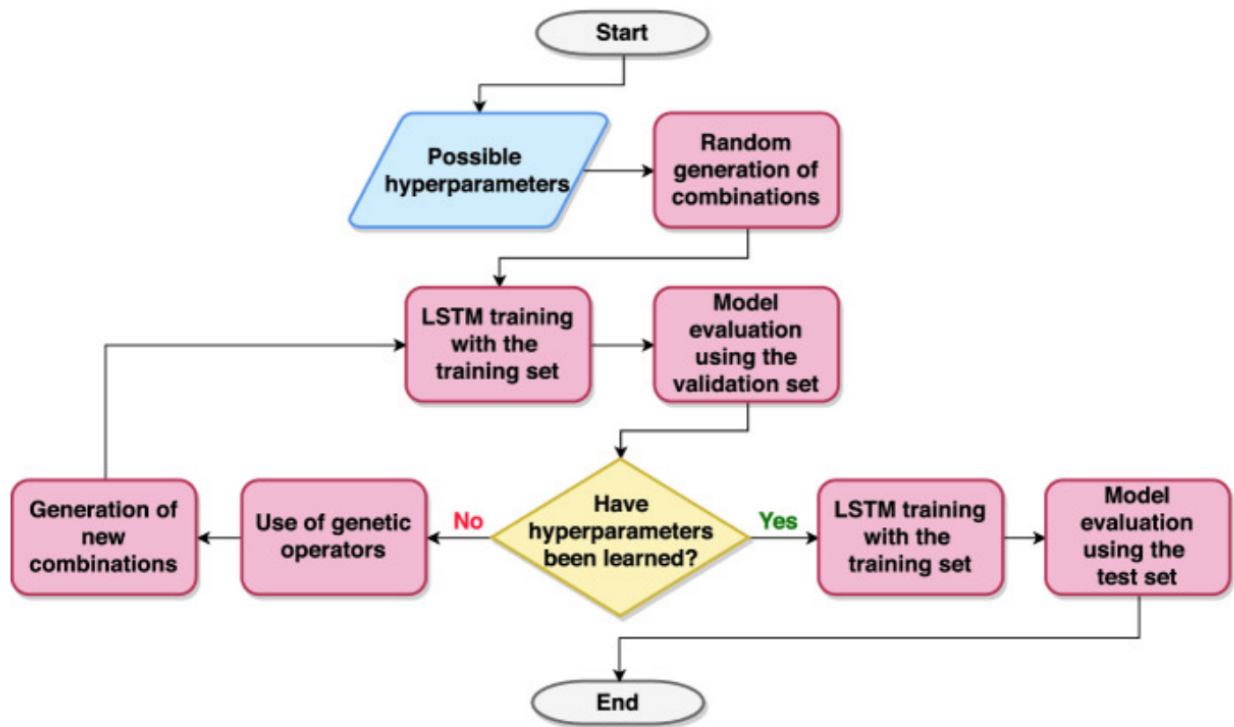 Start
Possible
hyperparameters
Random
generation of
combinations
LSTM training
with the
training set
Model
evaluation
using the
validation set
Generation of
new
combinations
Use of genetic
operators
No
Have
hyperparameters
been learned?
Yes
LSTM training
with the
training set
Model
evaluation
using the
test set
End